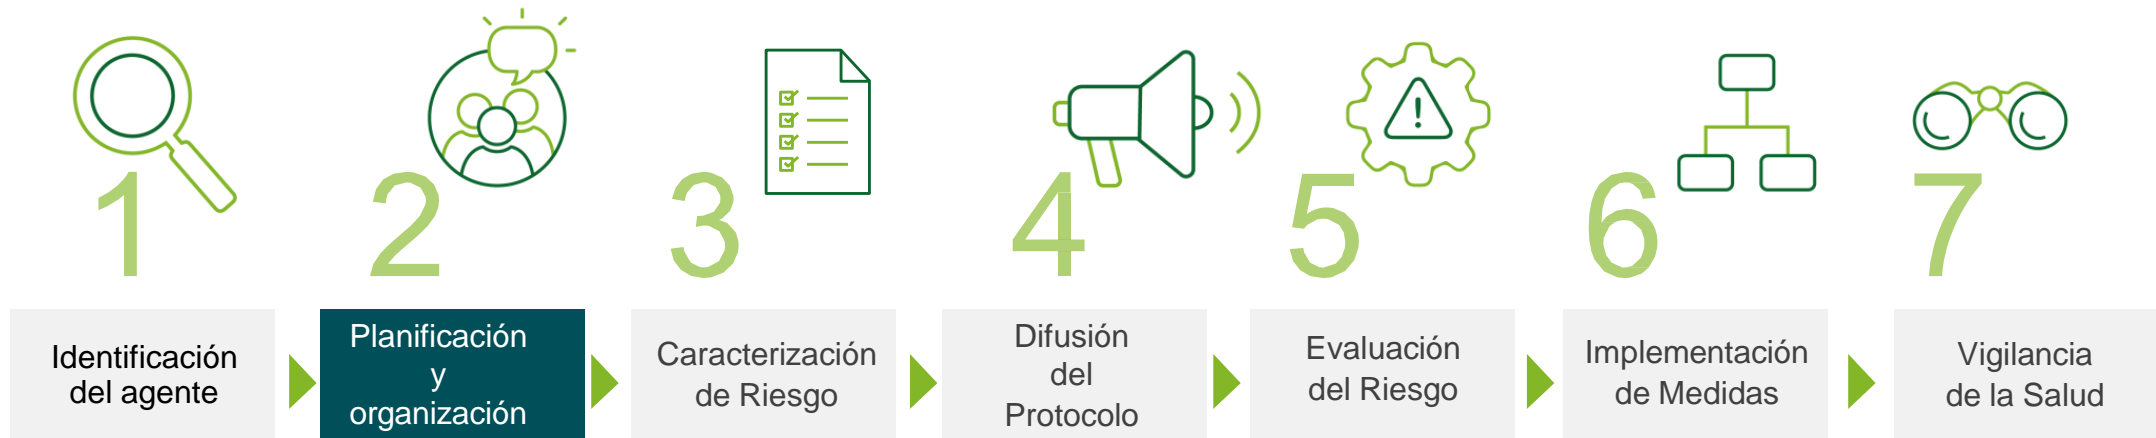 1
2
3
4
5
6
7
Identificación
del agente
Planificación
y
organización
Caracterización
de Riesgo
Difusión
del
Protocolo
Evaluación
del Riesgo
Implementación
de Medidas
Vigilancia
de la Salud